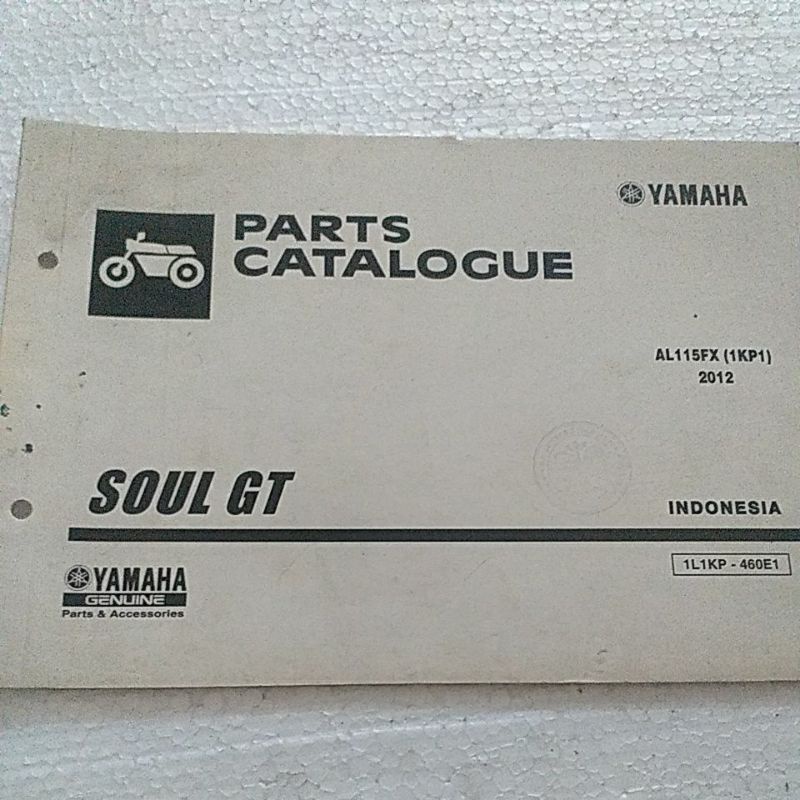 YAMAHA
PARTS
CATALOGUE
AL115FX (1KP1)
2012
SOUL GT
INDONESIA
1L1KP - 460E1
YAMAHA
GENUINE
Parts & Accessories